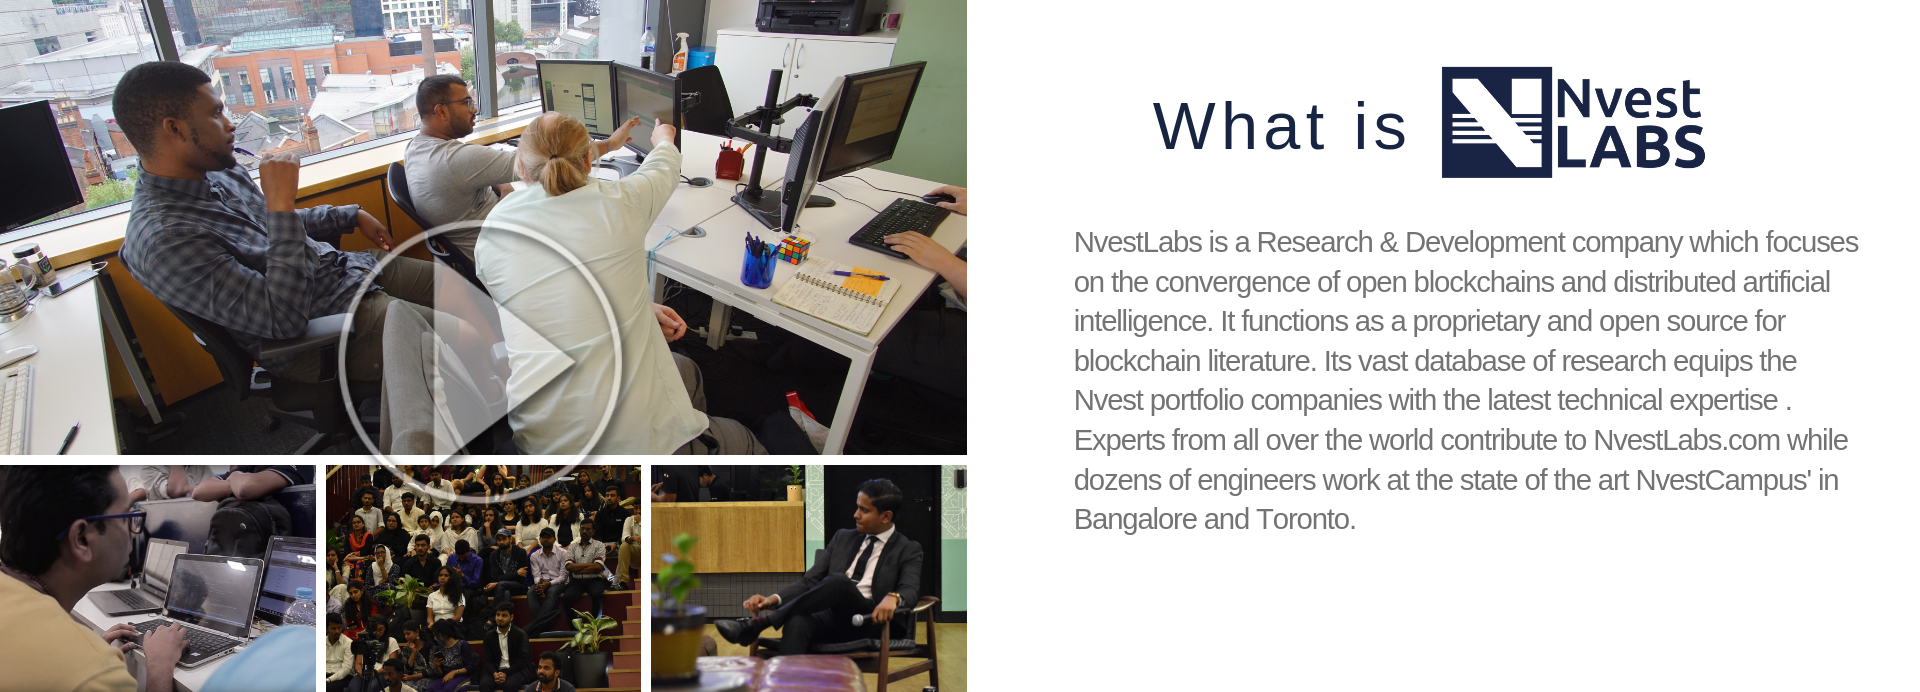 What is Nvest
LABS
NvestLabs is a Research & Development company which focuses
on the convergence of open blockchains and distributed artificial
intelligence. It functions as a proprietary and open source for
blockchain literature. Its vast database of research equips the
Nvest portfolio companies with the latest technical expertise .
Experts from all over the world contribute to NvestLabs.com while
dozens of engineers work at the state of the art NvestCampus' in
Bangalore and Toronto.